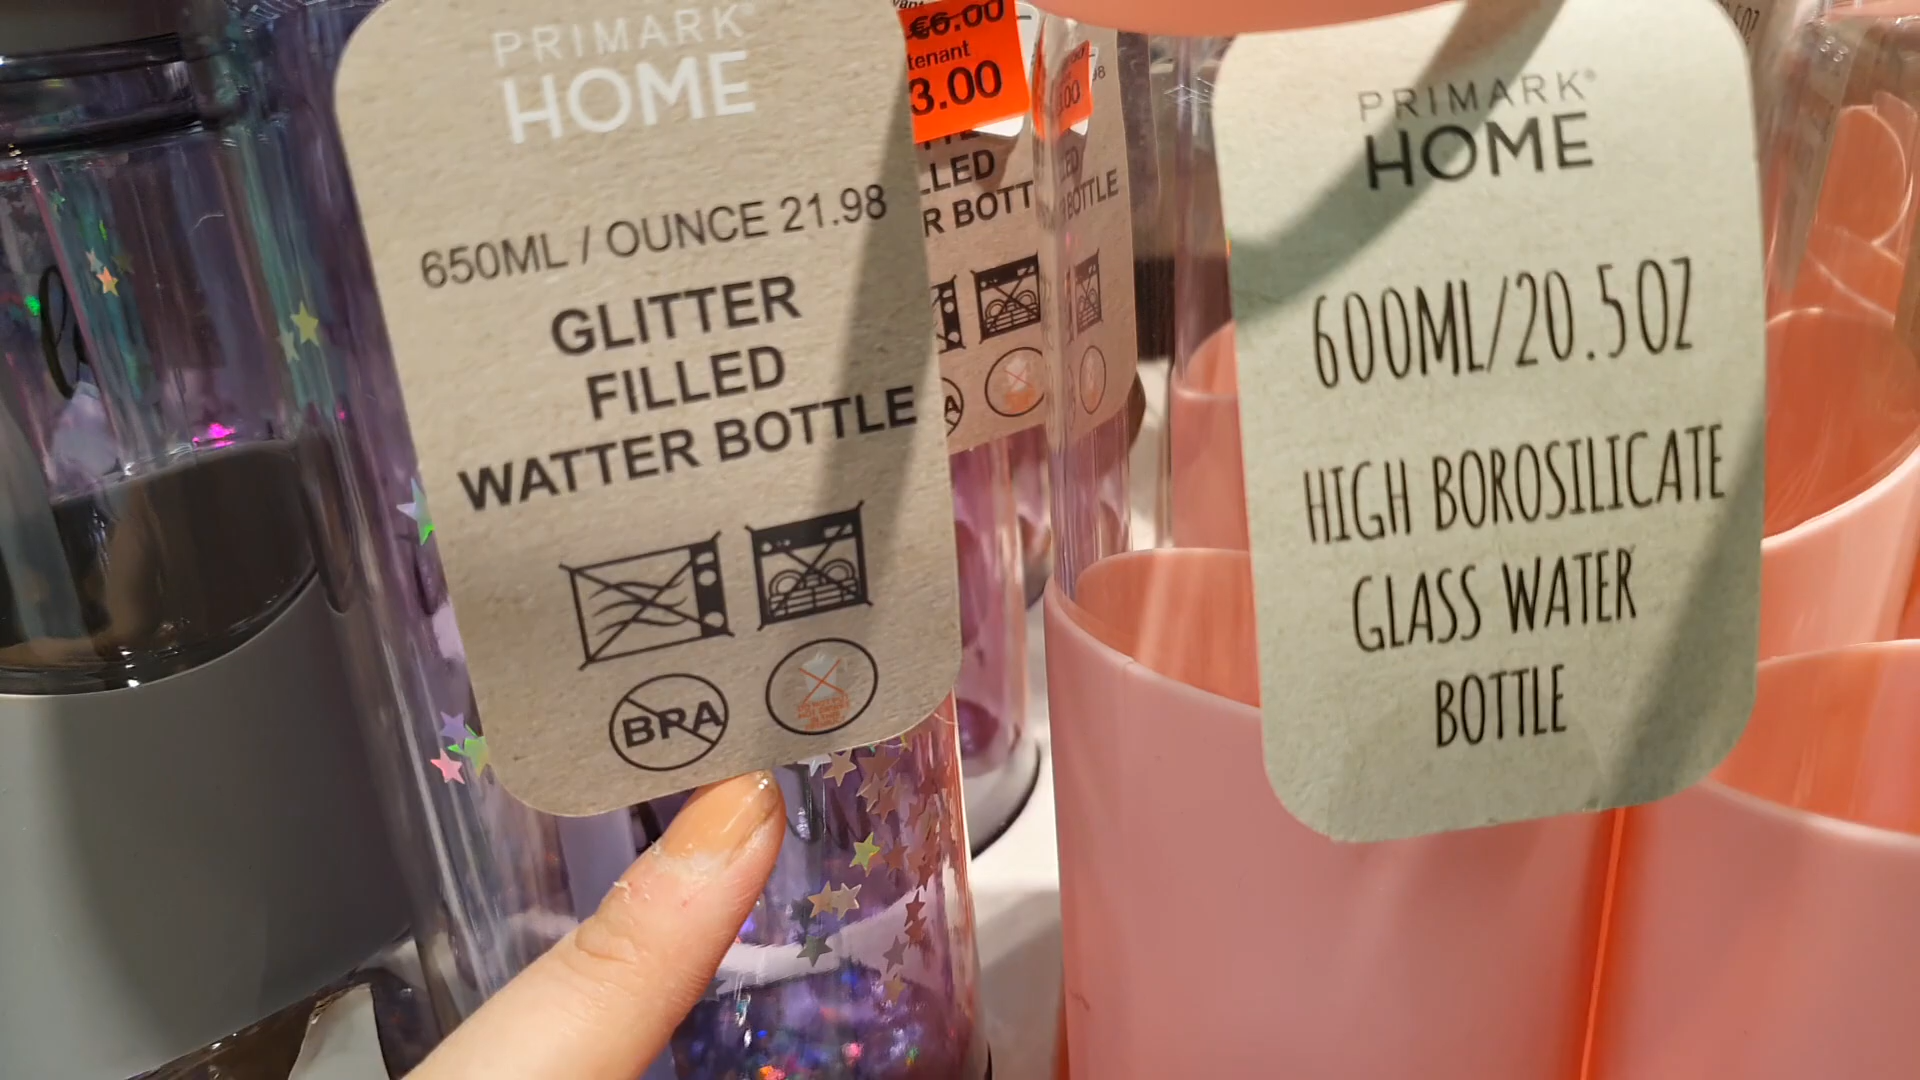 PRIMARK®
HOME
650ML / OUNCE 21.98
GLITTER
FILLED
WATTER BOTTLE
BPA
€6.00
tenant
3.00
LLED
R BOTT
BOTTLE
PRIMARK®
HOME
600ML/20.5OZ
HIGH BOROSILICATE
GLASS WATER
BOTTLE